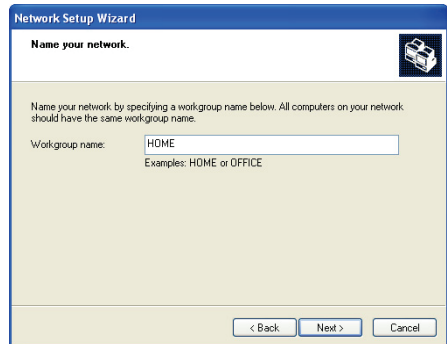 Network Setup Wizard
Name your network.
Name your network by specifying a workgroup name below. All computers on your network
should have the same workgroup name.
Workgroup name: HOME
Examples: HOME or OFFICE
< Back Next > Cancel